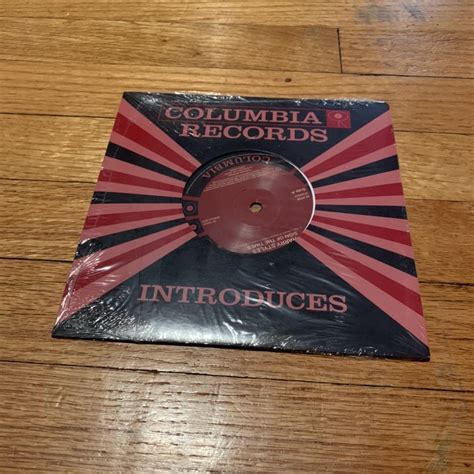 COLUMBIA
RECORDS
COLUMBIA
HARRY STYLES
SIGN OF THE TIMES
INTRODUCES